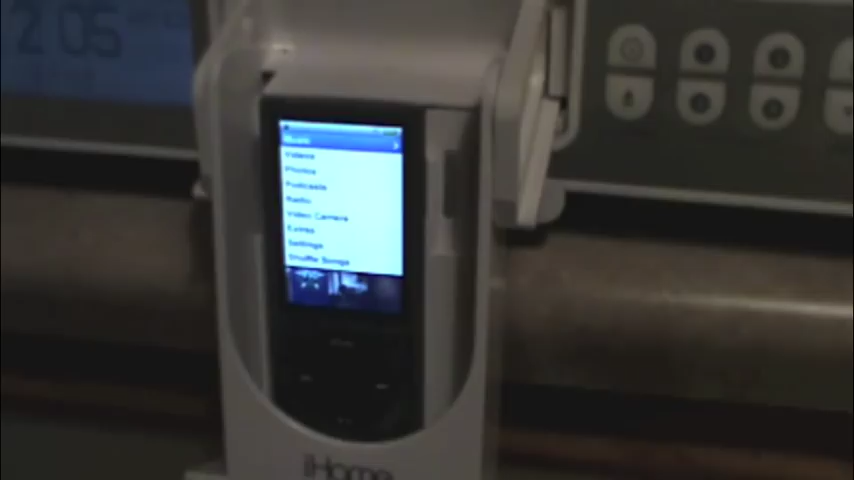 2 05
Music
Videos
Photos
Podcasts
Radio
Video Camera
Extras
Settings
Shuffle Songs
iHome